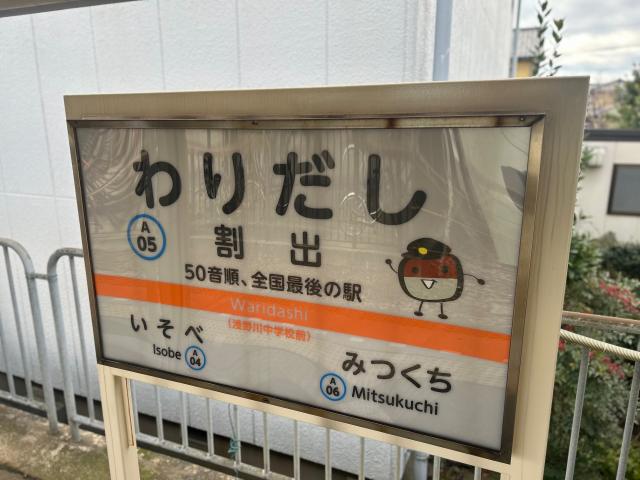 わりだし
A
05
割出
50音順、全国最後の駅
Waridashi
(浅野川中学校前)
いそべ
Isobe
A
04
みつくち
A
06
Mitsukuchi